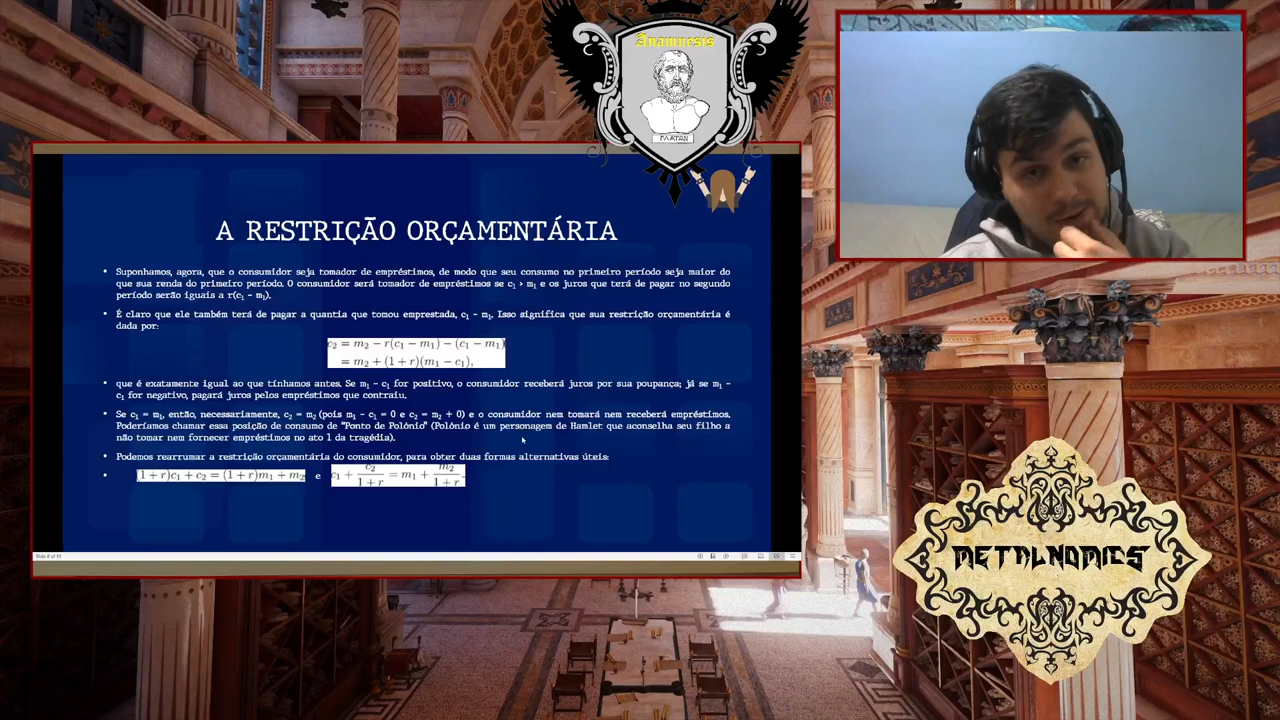 Anamnesis
PLATÃO
A RESTRIÇÃO ORÇAMENTÁRIA
• Suponhamos, agora, que o consumidor seja tomador de empréstimos, de modo que seu consumo no primeiro período seja maior do
que sua renda do primeiro período. O consumidor será tomador de empréstimos se c₁ > m₁ e os juros que terá de pagar no segundo
período serão iguais a r(c₁ - m₁).
• É claro que ele também terá de pagar a quantia que tomou emprestada, c₁ - m₁. Isso significa que sua restrição orçamentária é
dada por:
c₂ = m₂ − r(c₁ − m₁) − (c₁ − m₁)
= m₂ + (1 + r)(m₁ − c₁),
• que é exatamente igual ao que tínhamos antes. Se m₁ - c₁ for positivo, o consumidor receberá juros por sua poupança; já se m₁ -
c₁ for negativo, pagará juros pelos empréstimos que contraiu.
• Se c₁ = m₁, então, necessariamente, c₂ = m₂ (pois m₁ - c₁ = 0 e c₂ = m₂ + 0) e o consumidor nem tomará nem receberá empréstimos.
Poderíamos chamar essa posição de consumo de "Ponto de Polônio" (Polônio é um personagem de Hamlet que aconselha seu filho a
não tomar nem fornecer empréstimos no ato 1 da tragédia).
• Podemos rearrumar a restrição orçamentária do consumidor, para obter duas formas alternativas úteis:
• (1 + r)c₁ + c₂ = (1 + r)m₁ + m₂ e c₁ + c₂/(1 + r) = m₁ + m₂/(1 + r).
METALNOMICS